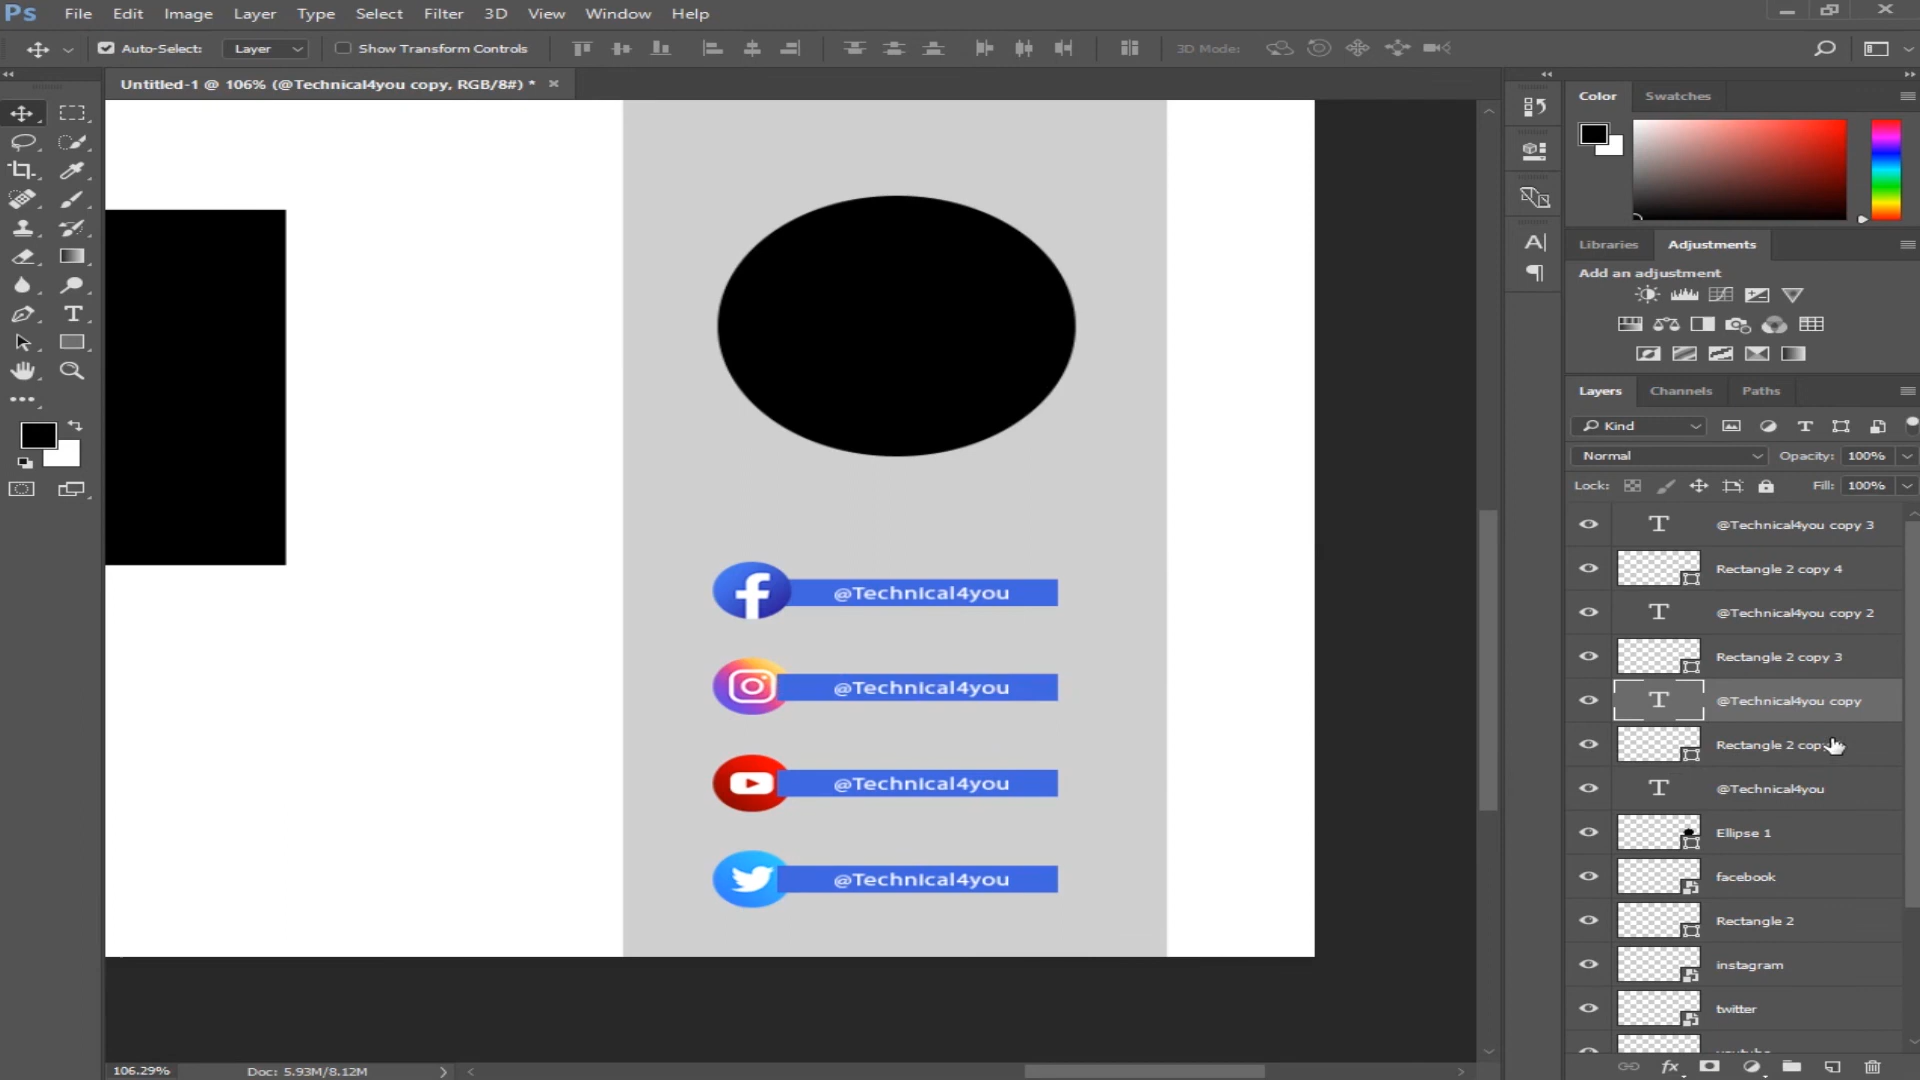 Ps File Edit Image Layer Type Select Filter 3D View Window Help
Auto-Select: Layer Show Transform Controls 3D Mode:
Untitled-1 @ 106% (@Technical4you copy, RGB/8#) *
Color Swatches
Libraries Adjustments
Add an adjustment
Layers Channels Paths
Kind
Normal Opacity: 100%
Lock: Fill: 100%
@Technical4you copy 3
Rectangle 2 copy 4
@Technical4you copy 2
Rectangle 2 copy 3
@Technical4you copy
Rectangle 2
@Technical4you
Ellipse 1
facebook
Rectangle 2
instagram
twitter
@Technical4you
@Technical4you
@Technical4you
@Technical4you
106.29% Doc: 5.93M/8.12M